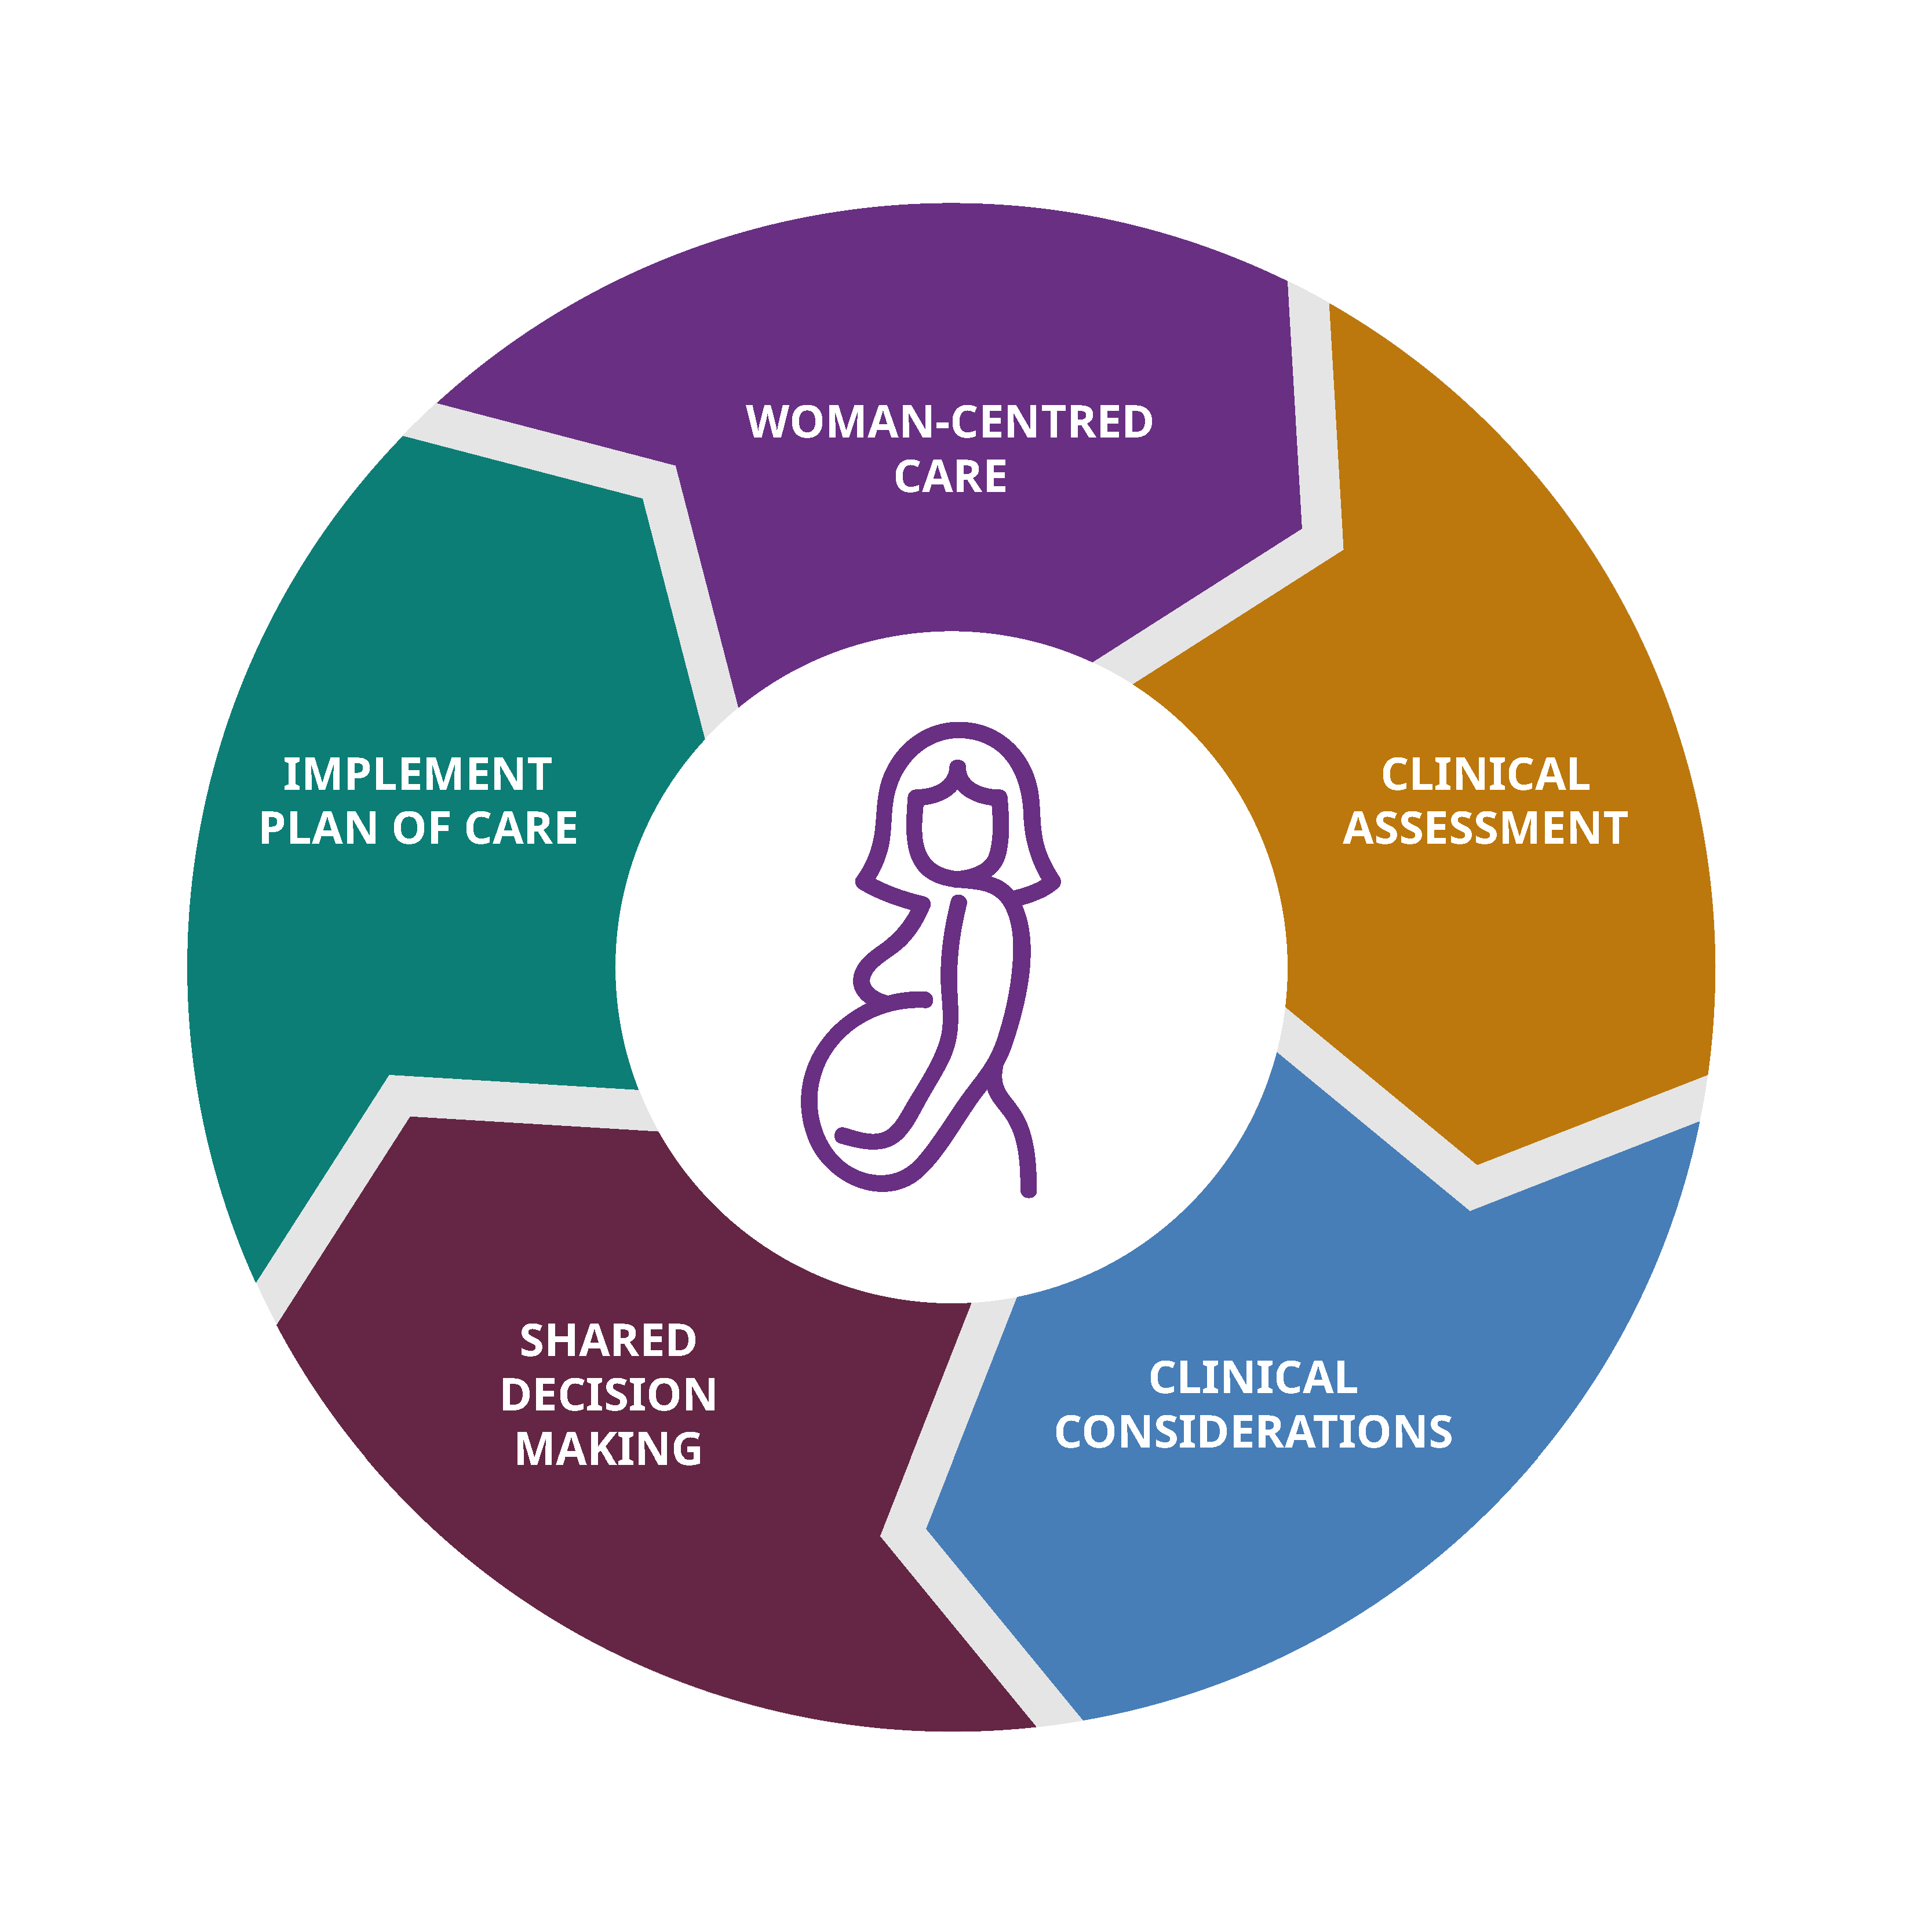 WOMAN-CENTRED
CARE
CLINICAL
ASSESSMENT
CLINICAL
CONSIDERATIONS
SHARED
DECISION
MAKING
IMPLEMENT
PLAN OF CARE